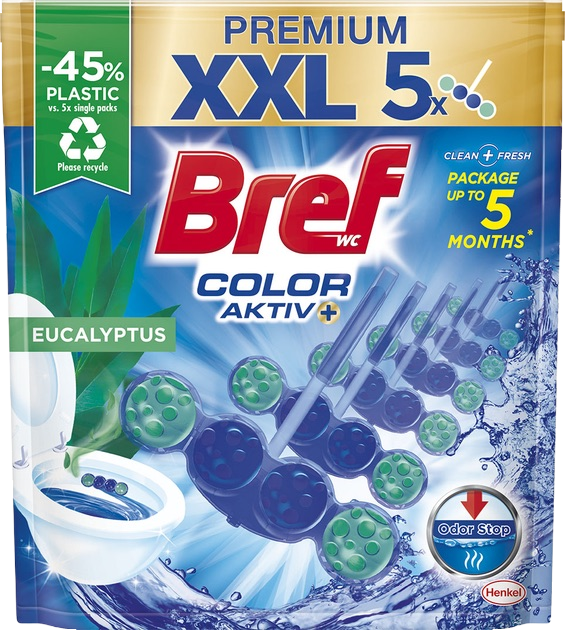 PREMIUM
XXL 5x
-45%
PLASTIC
vs. 5x single packs
Please recycle
CLEAN + FRESH
PACKAGE
UP TO 5
MONTHS*
Bref
WC
COLOR
AKTIV+
EUCALYPTUS
Odor Stop
Henkel